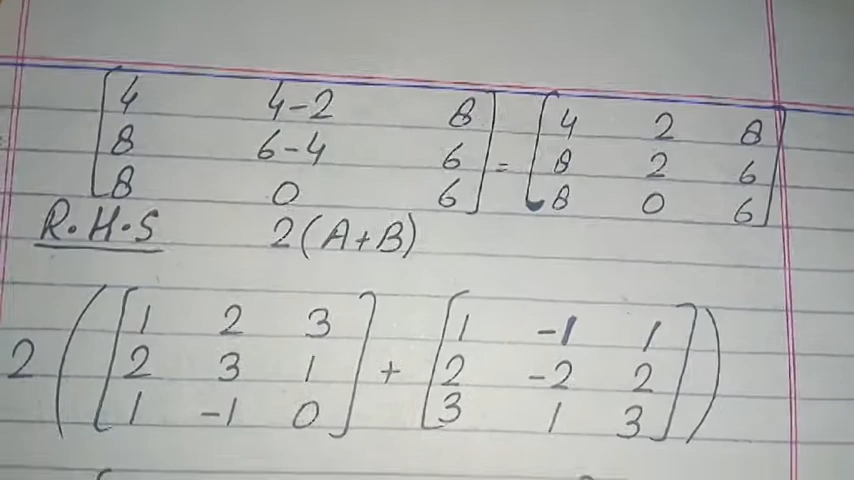 [4 4-2 8] = [4 2 8]
[8 6-4 6] [8 2 6]
[8 0 6] [8 0 6]
R.H.S 2(A+B)
2([1 2 3] + [1 -1 1])
[2 3 1] [2 -2 2]
[1 -1 0] [3 1 3]